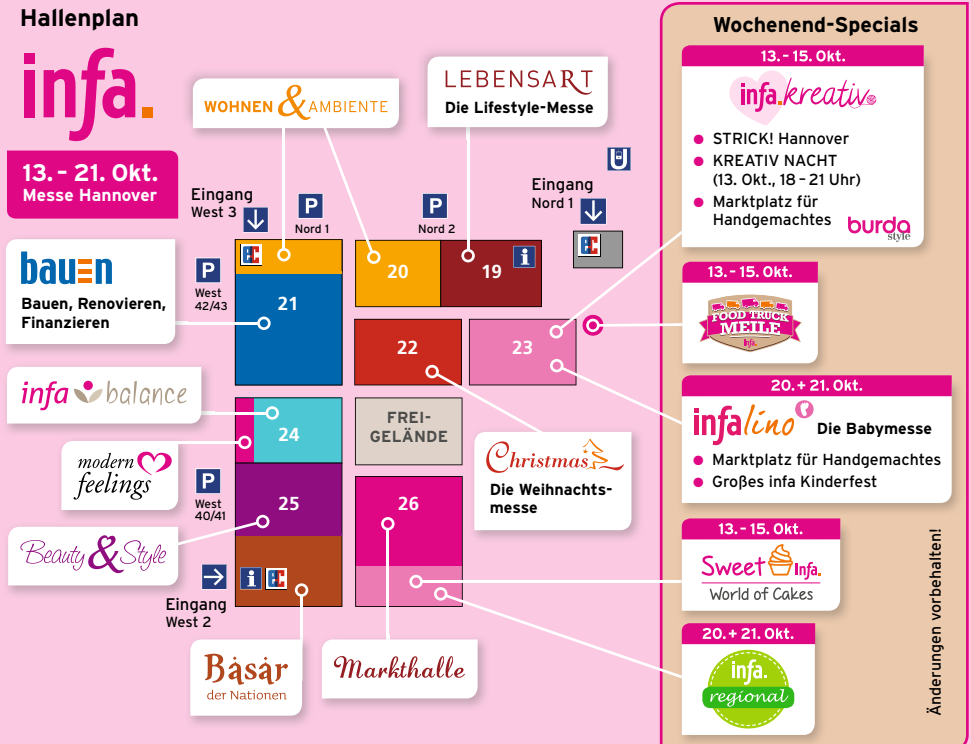 Hallenplan
infa.
13. – 21. Okt.
Messe Hannover
WOHNEN & AMBIENTE
LEBENSART
Die Lifestyle-Messe
Eingang
West 3
P
Nord 1
P
Nord 2
Eingang
Nord 1
U
bauen
Bauen, Renovieren,
Finanzieren
P
West
42/43
EC
21
20
19
i
EC
22
23
infa balance
24
FREI-
GELÄNDE
modern
feelings
Christmas
Die Weihnachts-
messe
P
West
40/41
25
26
Beauty & Style
Eingang
West 2
i
EC
Basar
der Nationen
Markthalle
Wochenend-Specials
13. – 15. Okt.
infa.kreativ
STRICK! Hannover
KREATIV NACHT
(13. Okt., 18 – 21 Uhr)
Marktplatz für
Handgemachtes
burda
style
13. – 15. Okt.
FOOD TRUCK
MEILE
infa.
20. + 21. Okt.
infalino
Die Babymesse
Marktplatz für Handgemachtes
Großes infa Kinderfest
13. – 15. Okt.
Sweet Infa.
World of Cakes
20. + 21. Okt.
infa.
regional
Änderungen vorbehalten!